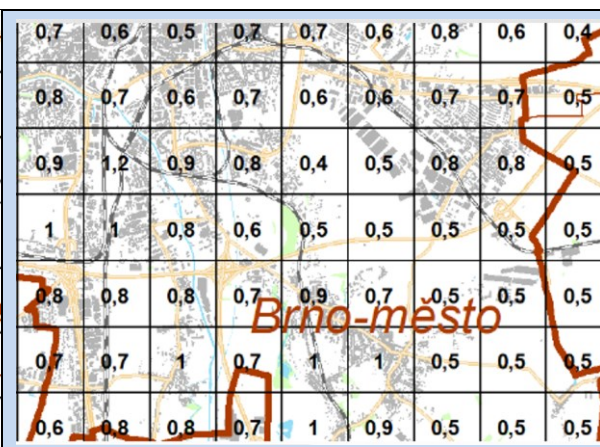 0,7 0,6 0,5 0,7 0,7 0,6 0,8 0,6 0,4
0,8 0,7 0,6 0,7 0,6 0,6 0,7 0,7 0,5
0,9 1,2 0,9 0,8 0,4 0,5 0,8 0,8 0,5
1 1 0,8 0,6 0,5 0,5 0,5 0,5 0,5
0,8 0,8 0,8 0,7 0,9 0,7 0,5 0,5 0,5
Brno-město
0,7 0,7 1 0,7 1 1 0,5 0,5 0,5
0,6 0,8 0,8 0,7 1 0,9 0,5 0,5 0,5